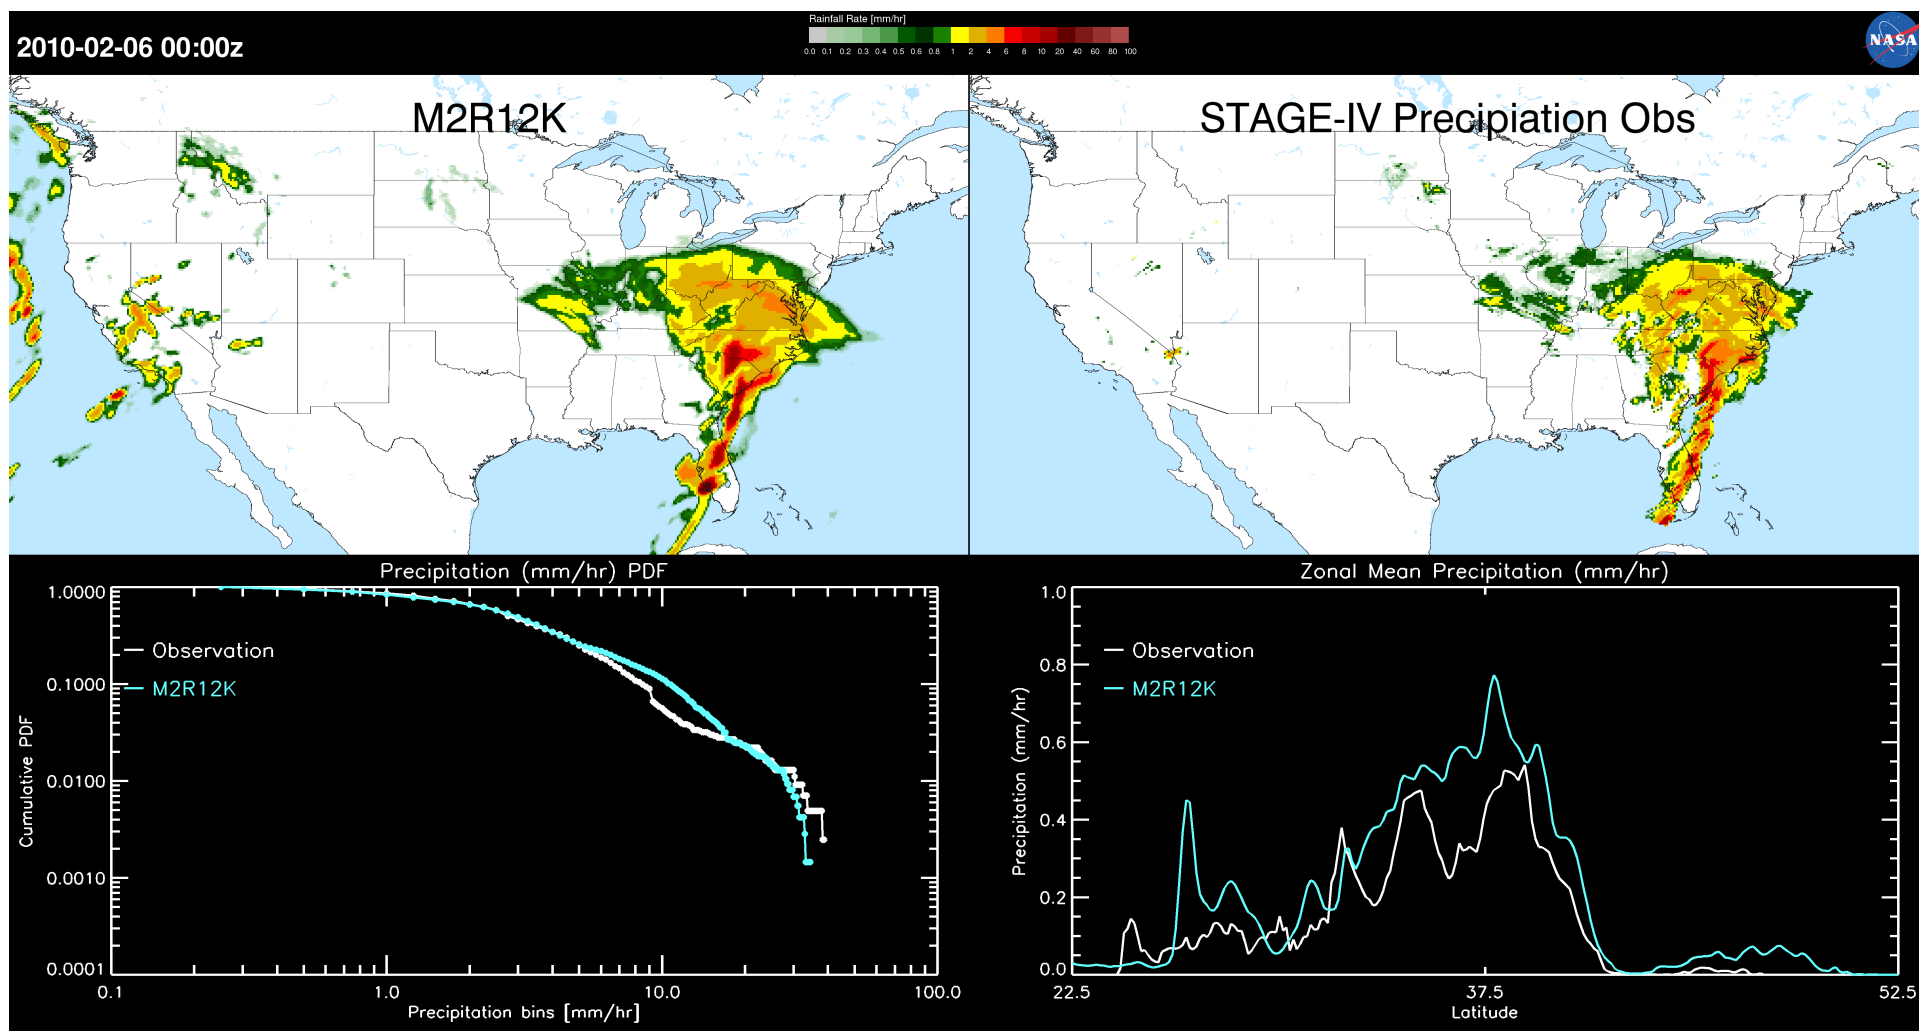 Rainfall Rate [mm/hr]
2010-02-06 00:00z
0.0 0.1 0.2 0.3 0.4 0.5 0.6 0.8 1 2 4 6 8 10 20 40 60 80 100
NASA
M2R12K
STAGE-IV Precipiation Obs
Precipitation (mm/hr) PDF
1.0000
0.1000
0.0100
0.0010
0.0001
Cumulative PDF
Observation
M2R12K
0.1 1.0 10.0 100.0
Precipitation bins [mm/hr]
Zonal Mean Precipitation (mm/hr)
1.0
0.8
0.6
0.4
0.2
0.0
Precipitation (mm/hr)
Observation
M2R12K
22.5 37.5 52.5
Latitude